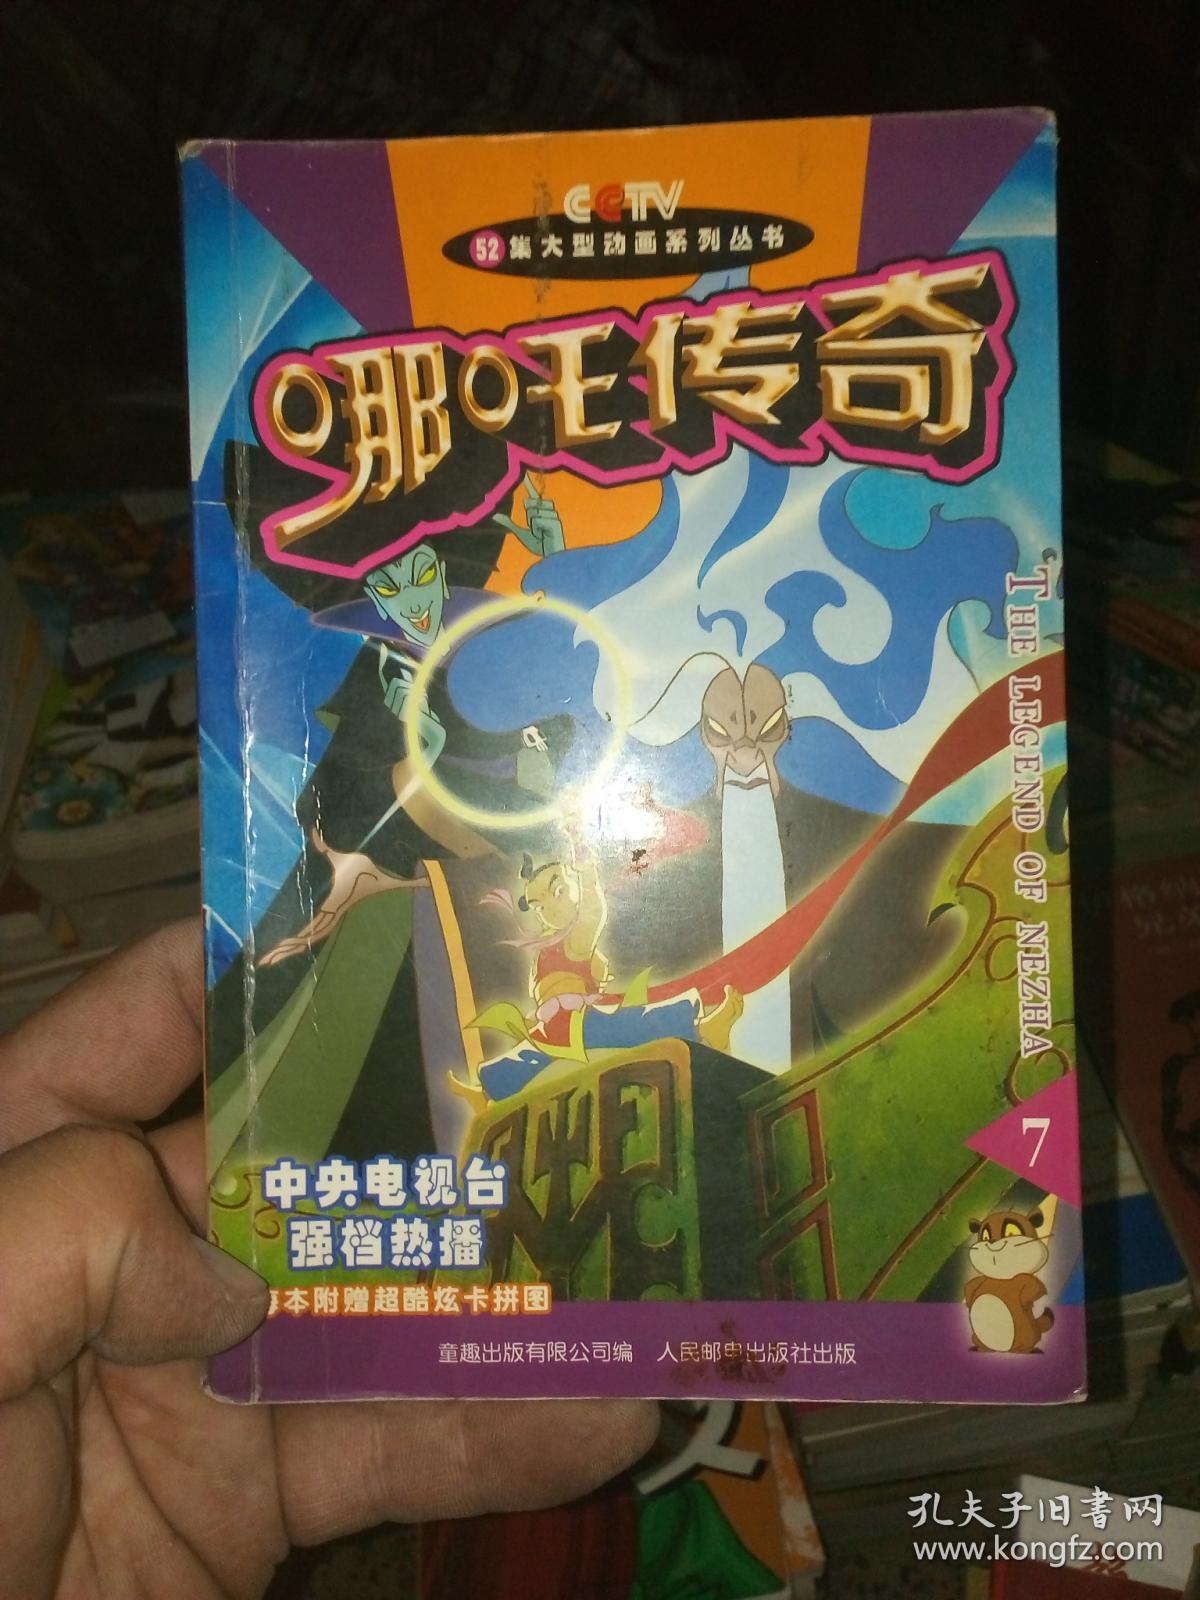 CCTV
52集大型动画系列丛书
哪吒传奇
THE LEGEND OF NEZHA
7
中央电视台
强档热播
每本附赠超酷炫卡拼图
童趣出版有限公司编 人民邮电出版社出版
孔夫子旧书网
www.kongfz.com